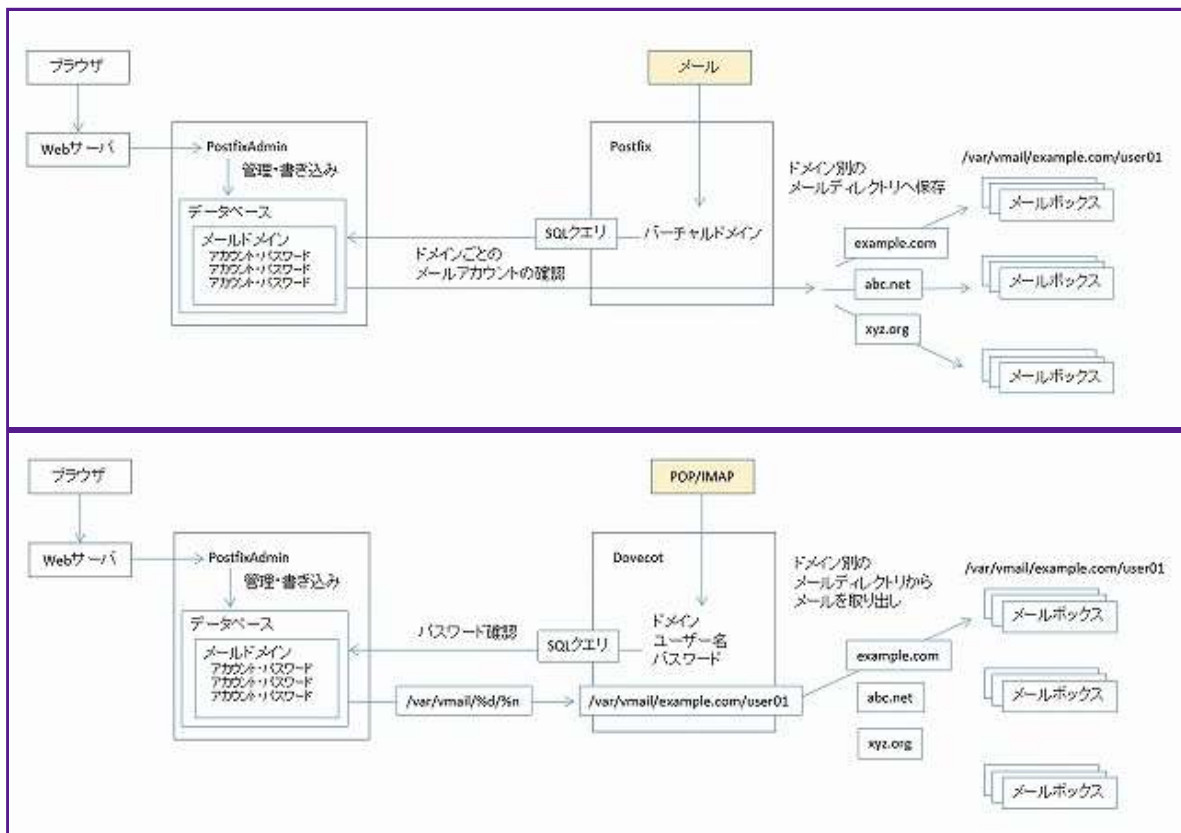 ブラウザ
メール
Webサーバ
PostfixAdmin
管理・書き込み
データベース
メールドメイン
アカウント・パスワード
アカウント・パスワード
アカウント・パスワード
Postfix
SQLクエリ
バーチャルドメイン
ドメインごとの
メールアカウントの確認
ドメイン別の
メールディレクトリへ保存
example.com
abc.net
xyz.org
/var/vmail/example.com/user01
メールボックス
メールボックス
メールボックス
ブラウザ
POP/IMAP
Webサーバ
PostfixAdmin
管理・書き込み
データベース
メールドメイン
アカウント・パスワード
アカウント・パスワード
アカウント・パスワード
Dovecot
パスワード確認
SQLクエリ
ドメイン
ユーザー名
パスワード
/var/vmail/%d/%n
/var/vmail/example.com/user01
ドメイン別の
メールディレクトリから
メールを取り出し
example.com
abc.net
xyz.org
/var/vmail/example.com/user01
メールボックス
メールボックス
メールボックス